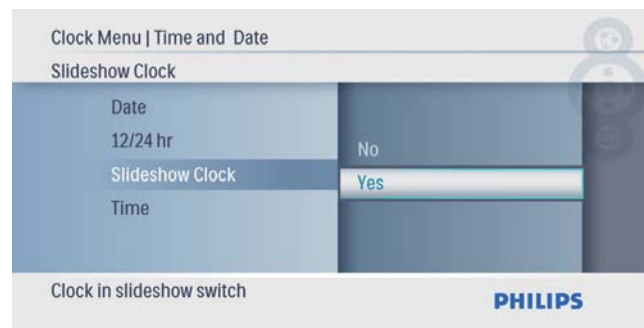 Clock Menu | Time and Date
Slideshow Clock
Date
12/24 hr
Slideshow Clock
Time
No
Yes
Clock in slideshow switch
PHILIPS